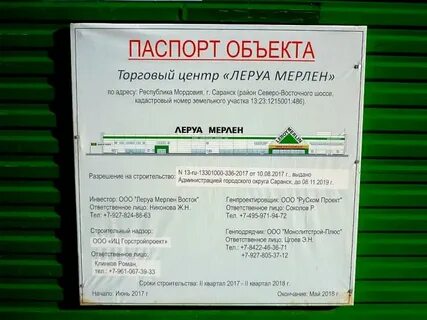 ПАСПОРТ ОБЪЕКТА
Торговый центр «ЛЕРУА МЕРЛЕН»
по адресу: Республика Мордовия, г. Саранск (район Северо-Восточного шоссе,
кадастровый номер земельного участка 13:23:1215001:486).
ЛЕРУА МЕРЛЕН
LEROY MERLIN
Разрешение на строительство: N 13-ru-13301000-336-2017 от 10.08.2017 г., выдано
Администрацией городского округа Саранск, до 08.11.2019 г.
Инвестор: ООО "Леруа Мерлен Восток"
Ответственное лицо: Никонова Ж.Н.
Тел.: +7-927-824-86-63
Генпроектировщик: ООО "РусКом Проект"
Ответственное лицо: Соколов Р.
Тел.: +7-495-971-94-72
Строительный надзор:
ООО «ИЦ Горстройпроект»
Ответственное лицо:
Климков Роман,
тел.: +7-961-067-39-33
Генподрядчик: ООО "Монолитстрой-Плюс"
Ответственное лицо: Цгоев Э.Н.
Тел: +7-8422-46-36-71
+7-927-805-37-12
Сроки строительства: II квартал 2017 - II квартал 2018 г.
Начало: Июнь 2017 г
Окончание: Май 2018 г.